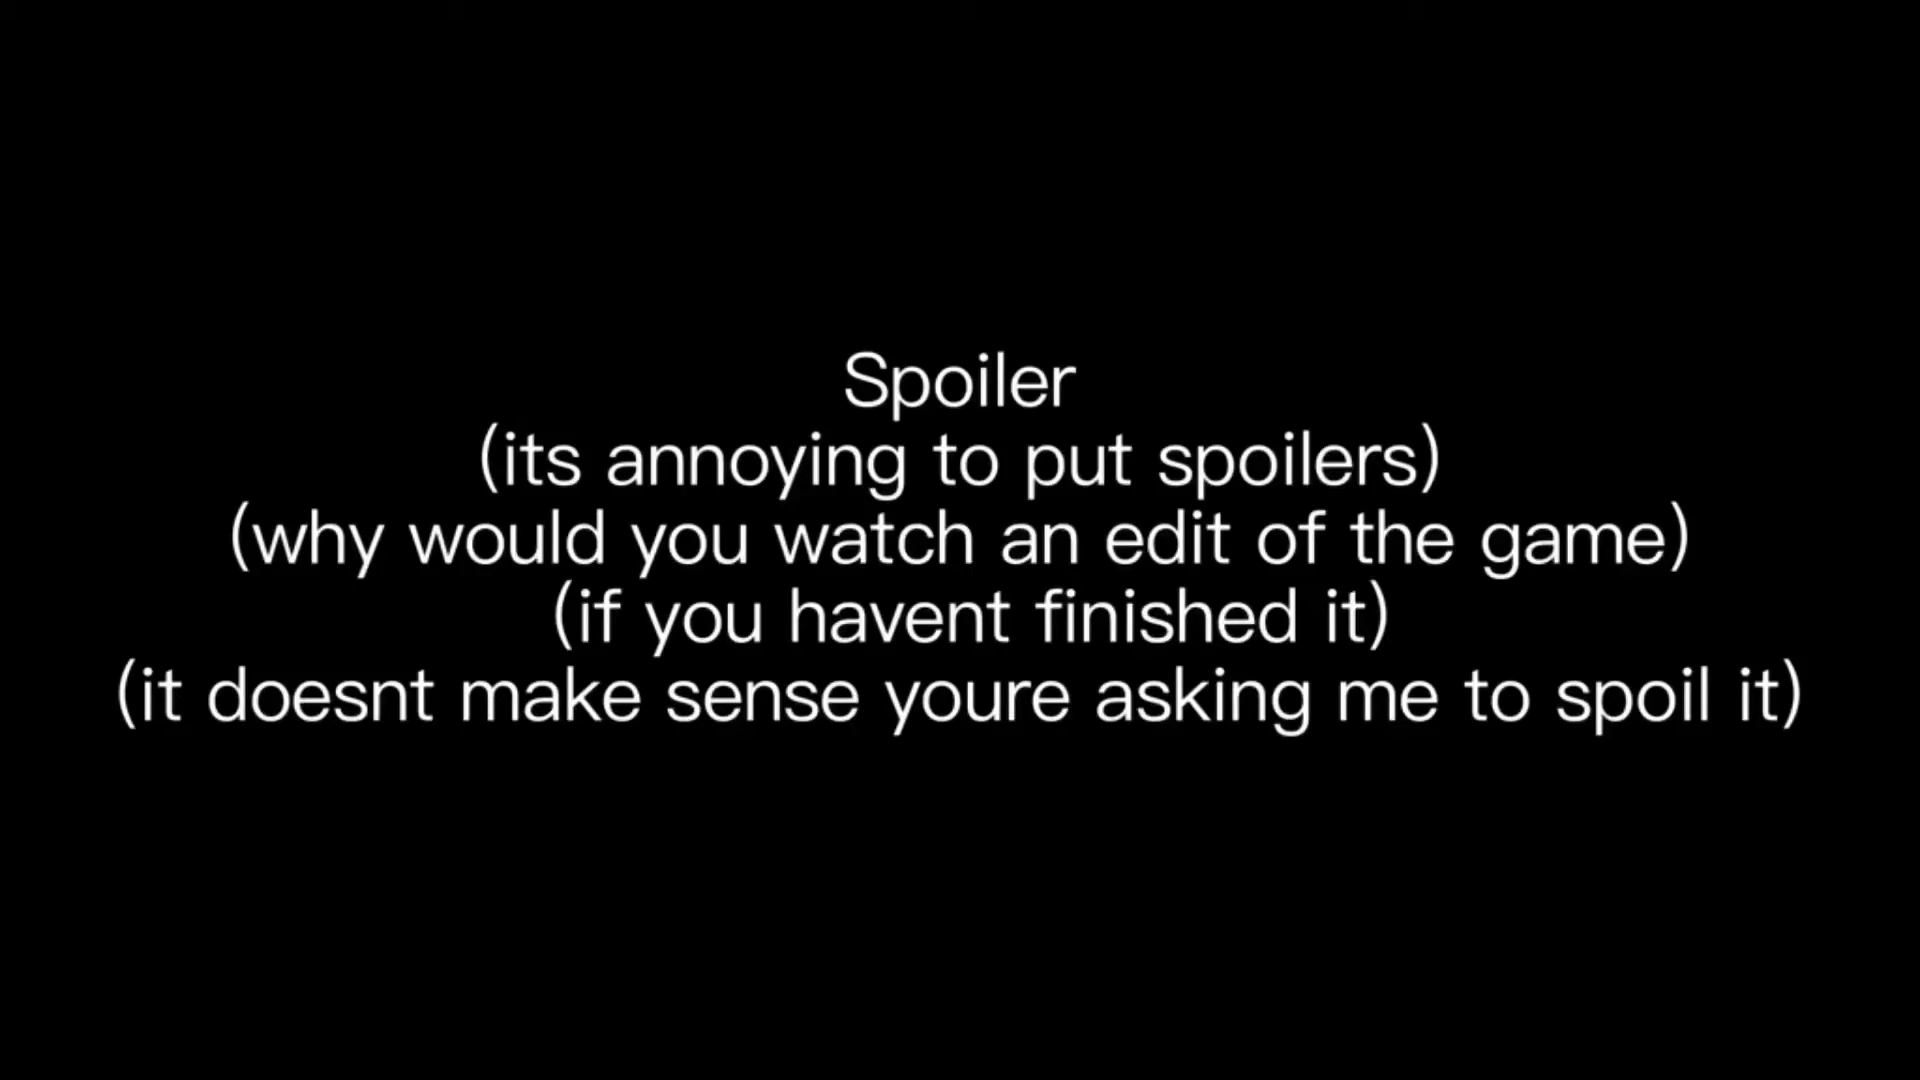 Spoiler
(its annoying to put spoilers)
(why would you watch an edit of the game)
(if you havent finished it)
(it doesnt make sense youre asking me to spoil it)